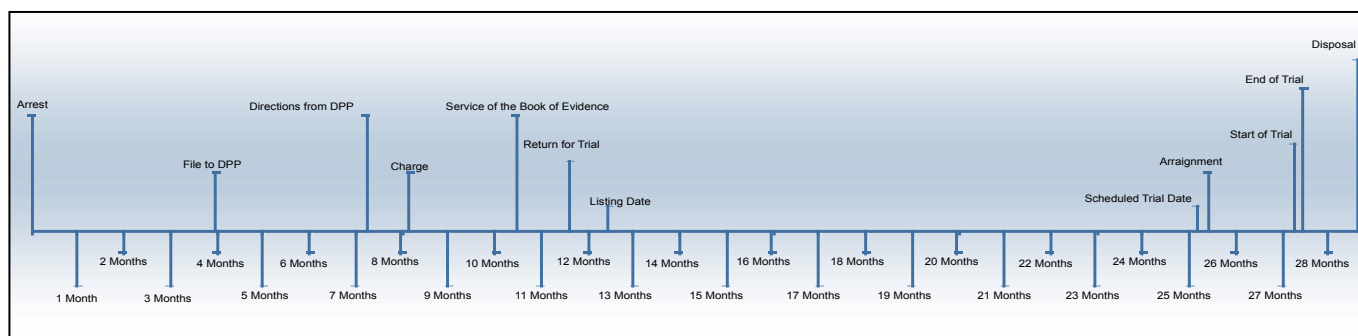 Disposal
End of Trial
Arrest
Directions from DPP
Service of the Book of Evidence
Start of Trial
Return for Trial
File to DPP
Charge
Arraignment
Listing Date
Scheduled Trial Date
2 Months
4 Months
6 Months
8 Months
10 Months
12 Months
14 Months
16 Months
18 Months
20 Months
22 Months
24 Months
26 Months
28 Months
1 Month
3 Months
5 Months
7 Months
9 Months
11 Months
13 Months
15 Months
17 Months
19 Months
21 Months
23 Months
25 Months
27 Months